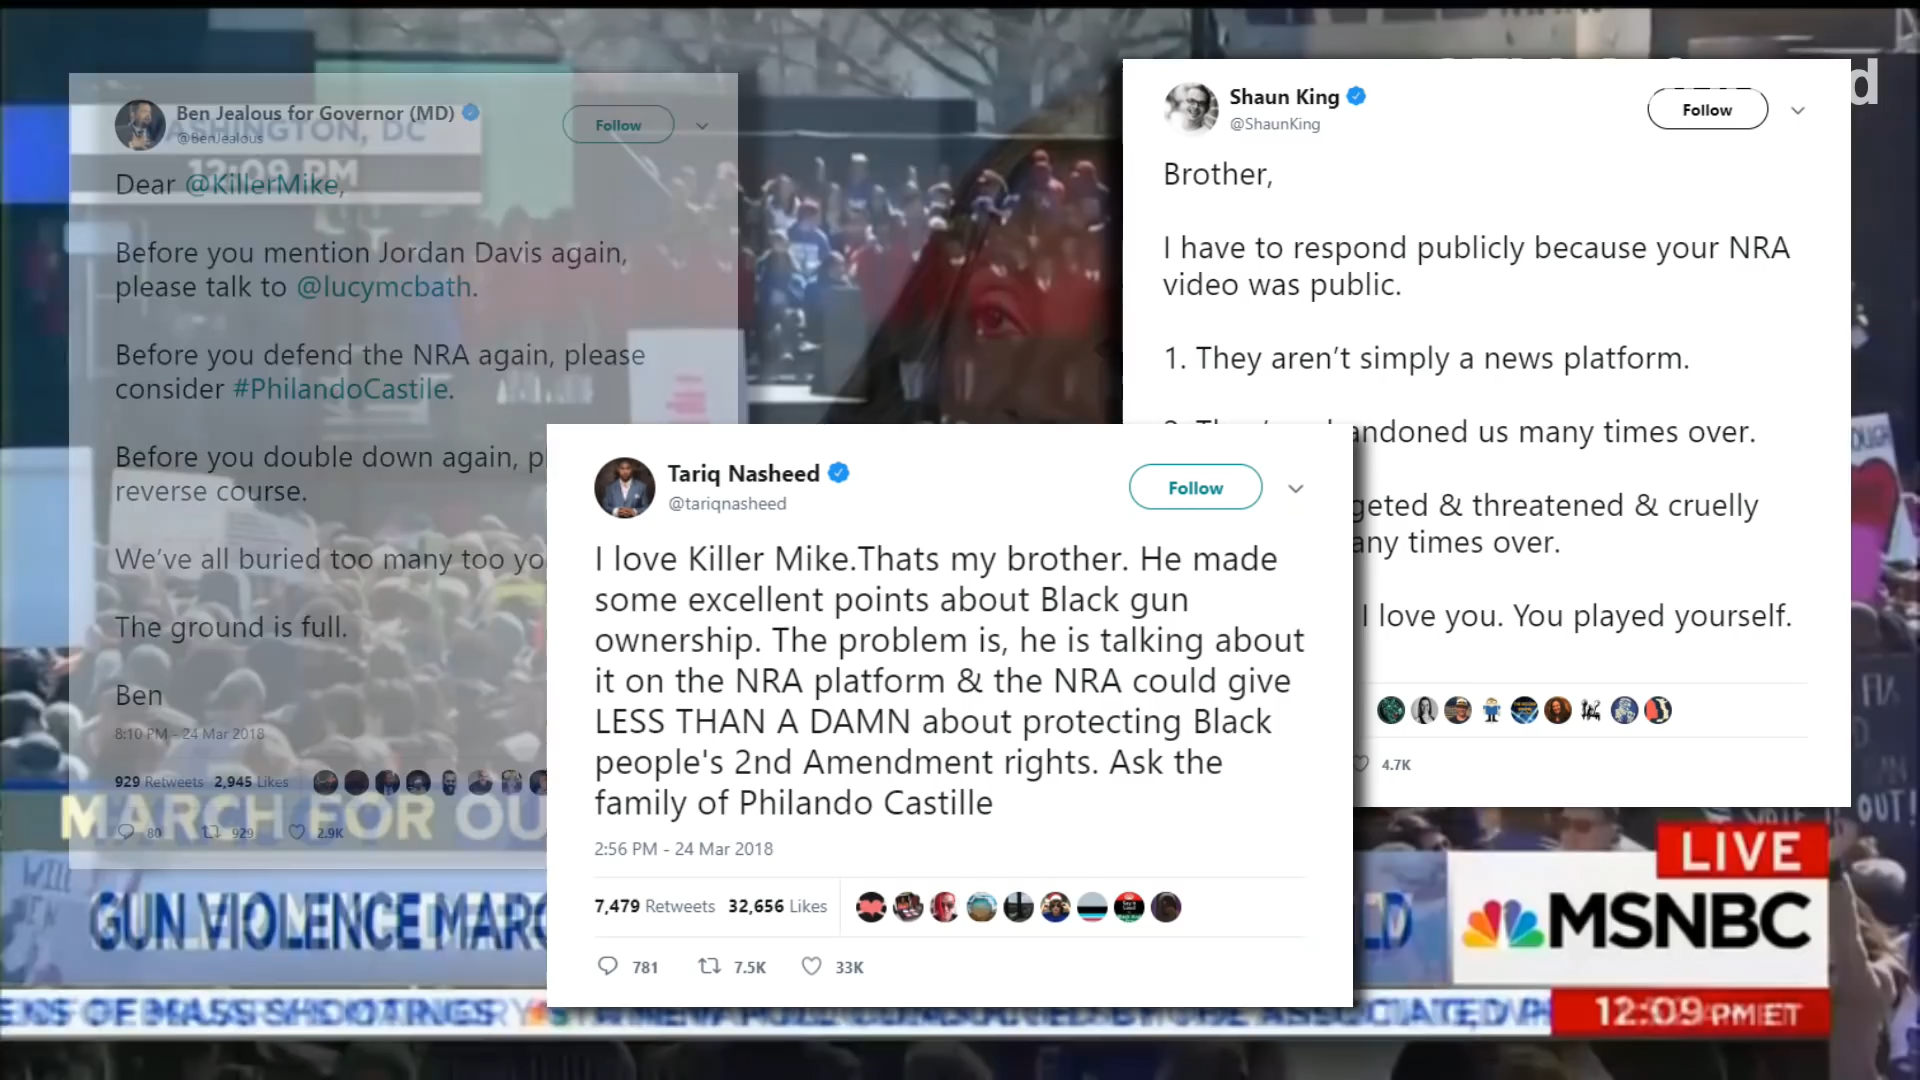 Ben Jealous for Governor (MD)
@BenJealous
Follow
Dear @KillerMike,
Before you mention Jordan Davis again,
please talk to @lucymcbath.
Before you defend the NRA again, please
consider #PhilandoCastile.
Before you double down again, p
reverse course.
We've all buried too many too yo
The ground is full.
Ben
8:10 PM - 24 Mar 2018
929 Retweets 2,945 Likes
80 929 2.9K
WASHINGTON, DC
12:09 PM
Shaun King
@ShaunKing
Follow
Brother,
I have to respond publicly because your NRA
video was public.
1. They aren't simply a news platform.
andoned us many times over.
geted & threatened & cruelly
any times over.
I love you. You played yourself.
4.7K
Tariq Nasheed
@tariqnasheed
Follow
I love Killer Mike.Thats my brother. He made
some excellent points about Black gun
ownership. The problem is, he is talking about
it on the NRA platform & the NRA could give
LESS THAN A DAMN about protecting Black
people's 2nd Amendment rights. Ask the
family of Philando Castille
2:56 PM - 24 Mar 2018
7,479 Retweets 32,656 Likes
781 7.5K 33K
MARCH FOR OU
GUN VIOLENCE MARC
LIVE
MSNBC
12:09 PM ET
OF MASS SHOOTINGS